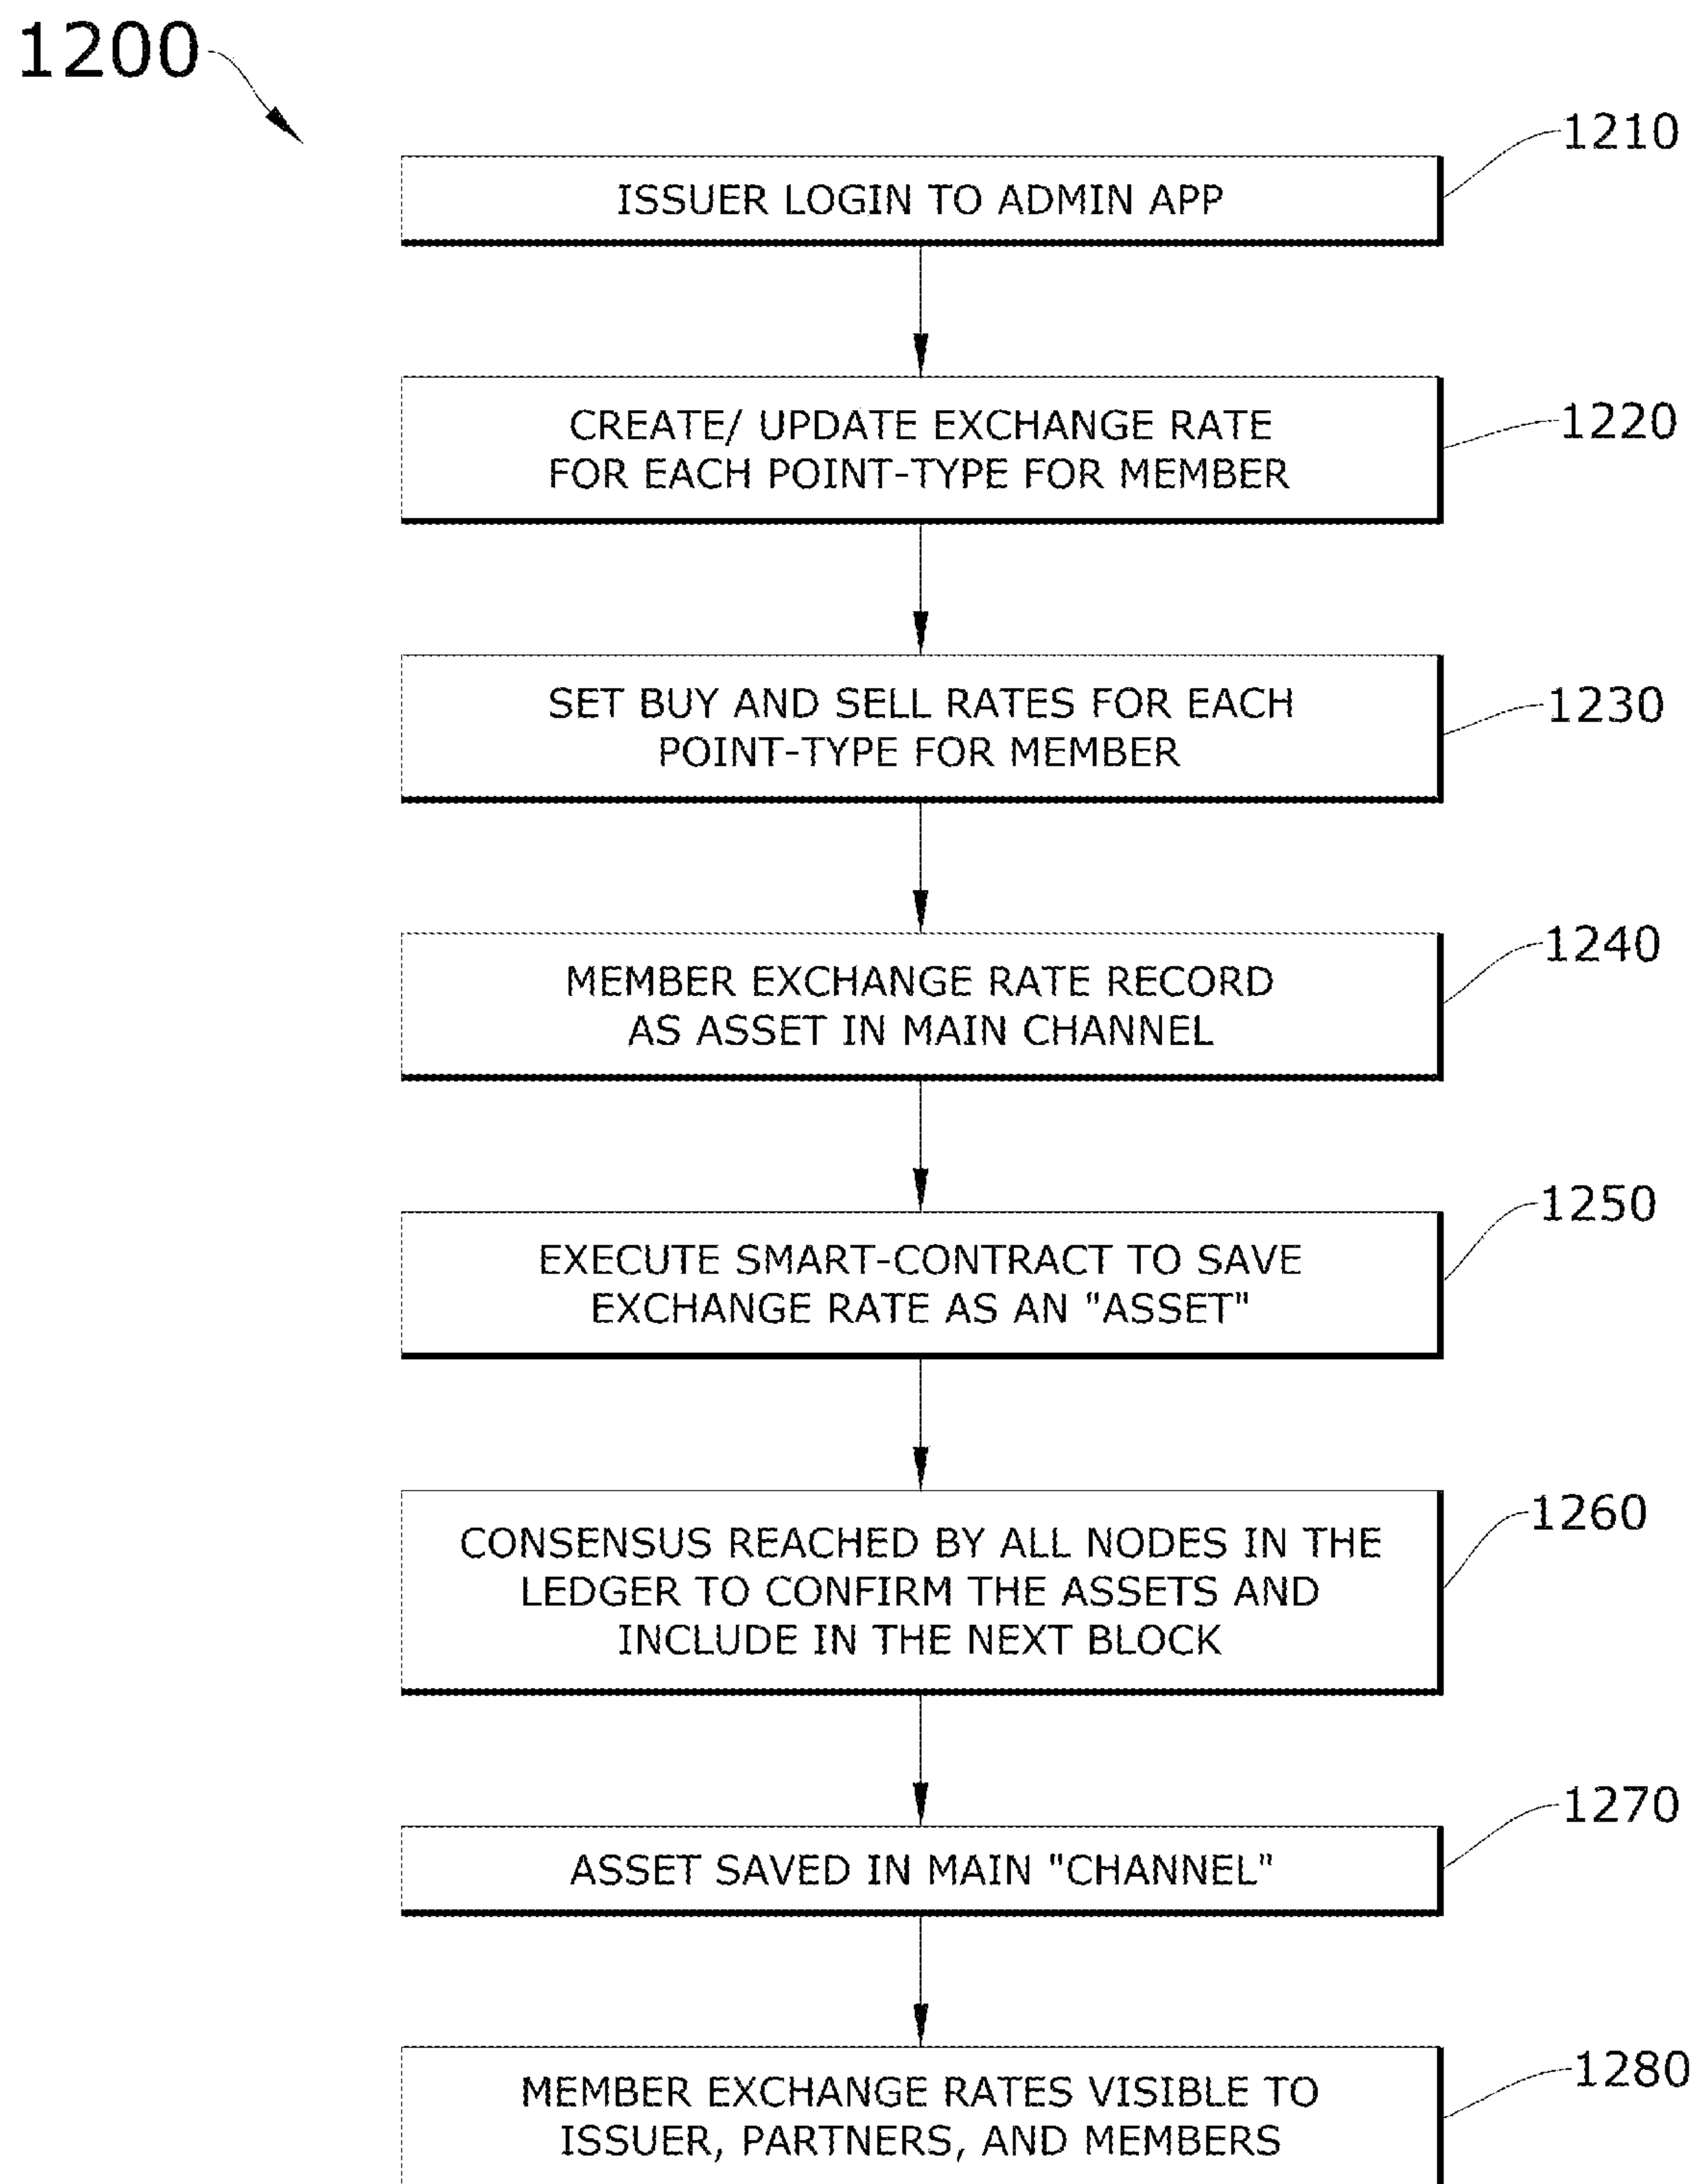 1200
1210
ISSUER LOGIN TO ADMIN APP
1220
CREATE/ UPDATE EXCHANGE RATE
FOR EACH POINT-TYPE FOR MEMBER
1230
SET BUY AND SELL RATES FOR EACH
POINT-TYPE FOR MEMBER
1240
MEMBER EXCHANGE RATE RECORD
AS ASSET IN MAIN CHANNEL
1250
EXECUTE SMART-CONTRACT TO SAVE
EXCHANGE RATE AS AN "ASSET"
1260
CONSENSUS REACHED BY ALL NODES IN THE
LEDGER TO CONFIRM THE ASSETS AND
INCLUDE IN THE NEXT BLOCK
1270
ASSET SAVED IN MAIN "CHANNEL"
1280
MEMBER EXCHANGE RATES VISIBLE TO
ISSUER, PARTNERS, AND MEMBERS